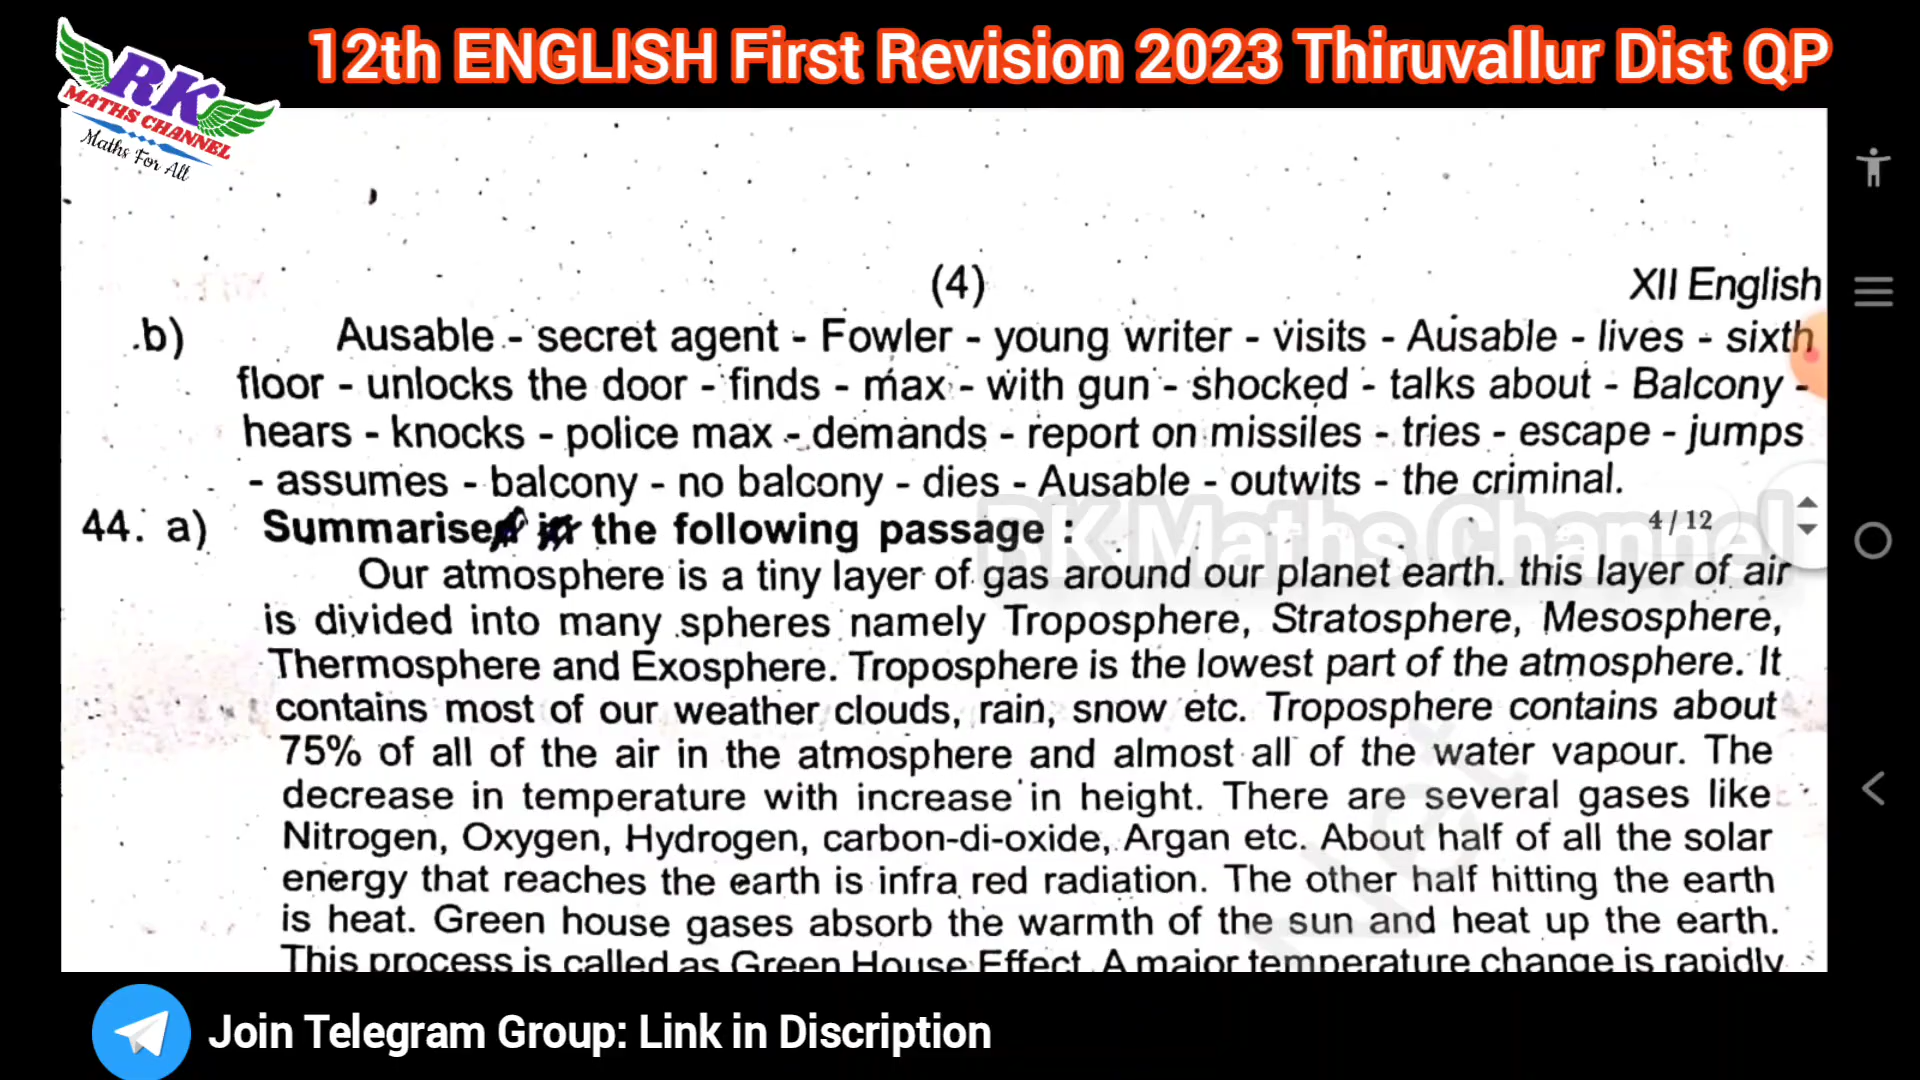 12th ENGLISH First Revision 2023 Thiruvallur Dist QP
RK
MATHS CHANNEL
Maths For All
(4)
XII English
b) Ausable - secret agent - Fowler - young writer - visits - Ausable - lives - sixth
floor - unlocks the door - finds - max - with gun - shocked - talks about - Balcony -
hears - knocks - police max - demands - report on missiles - tries - escape - jumps
- assumes - balcony - no balcony - dies - Ausable - outwits - the criminal.
44. a) Summarise the following passage :
RK Maths Channel
4/12
Our atmosphere is a tiny layer of gas around our planet earth. this layer of air
is divided into many spheres namely Troposphere, Stratosphere, Mesosphere,
Thermosphere and Exosphere. Troposphere is the lowest part of the atmosphere. It
contains most of our weather clouds, rain, snow etc. Troposphere contains about
75% of all of the air in the atmosphere and almost all of the water vapour. The
decrease in temperature with increase in height. There are several gases like
Nitrogen, Oxygen, Hydrogen, carbon-di-oxide, Argan etc. About half of all the solar
energy that reaches the earth is infra red radiation. The other half hitting the earth
is heat. Green house gases absorb the warmth of the sun and heat up the earth.
This process is called as Green House Effect. A major temperature change is rapidly
Join Telegram Group: Link in Discription